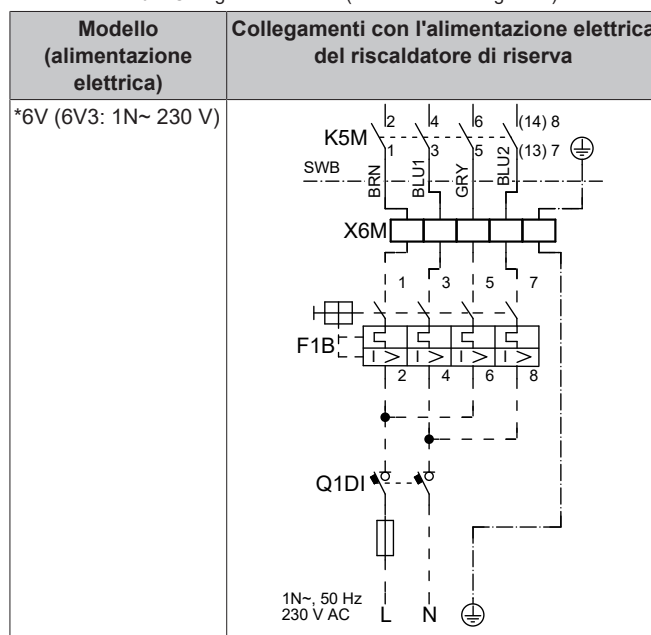 Modello
(alimentazione
elettrica)
Collegamenti con l'alimentazione elettrica
del riscaldatore di riserva
*6V (6V3: 1N~ 230 V)
2 4 6 (14) 8
K5M
1 3 5 (13) 7
SWB
BRN BLU1 GRY BLU2
X6M
1 3 5 7
F1B
I > I > I > I >
2 4 6 8
Q1DI
1N~, 50 Hz
230 V AC
L N